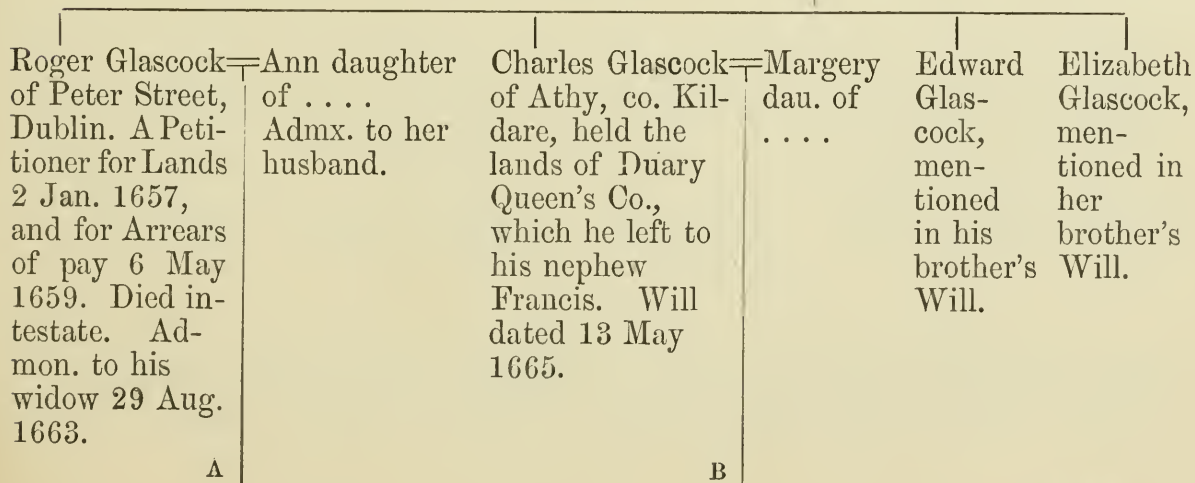 Roger Glascock
of Peter Street,
Dublin. A Peti-
tioner for Lands
2 Jan. 1657,
and for Arrears
of pay 6 May
1659. Died in-
testate. Ad-
mon. to his
widow 29 Aug.
1663.
A
Ann daughter
of . . . .
Admx. to her
husband.
Charles Glascock
of Athy, co. Kil-
dare, held the
lands of Duary
Queen's Co.,
which he left to
his nephew
Francis. Will
dated 13 May
1665.
B
Margery
dau. of
. . . .
Edward
Glas-
cock,
men-
tioned
in his
brother's
Will.
Elizabeth
Glascock,
men-
tioned in
her
brother's
Will.